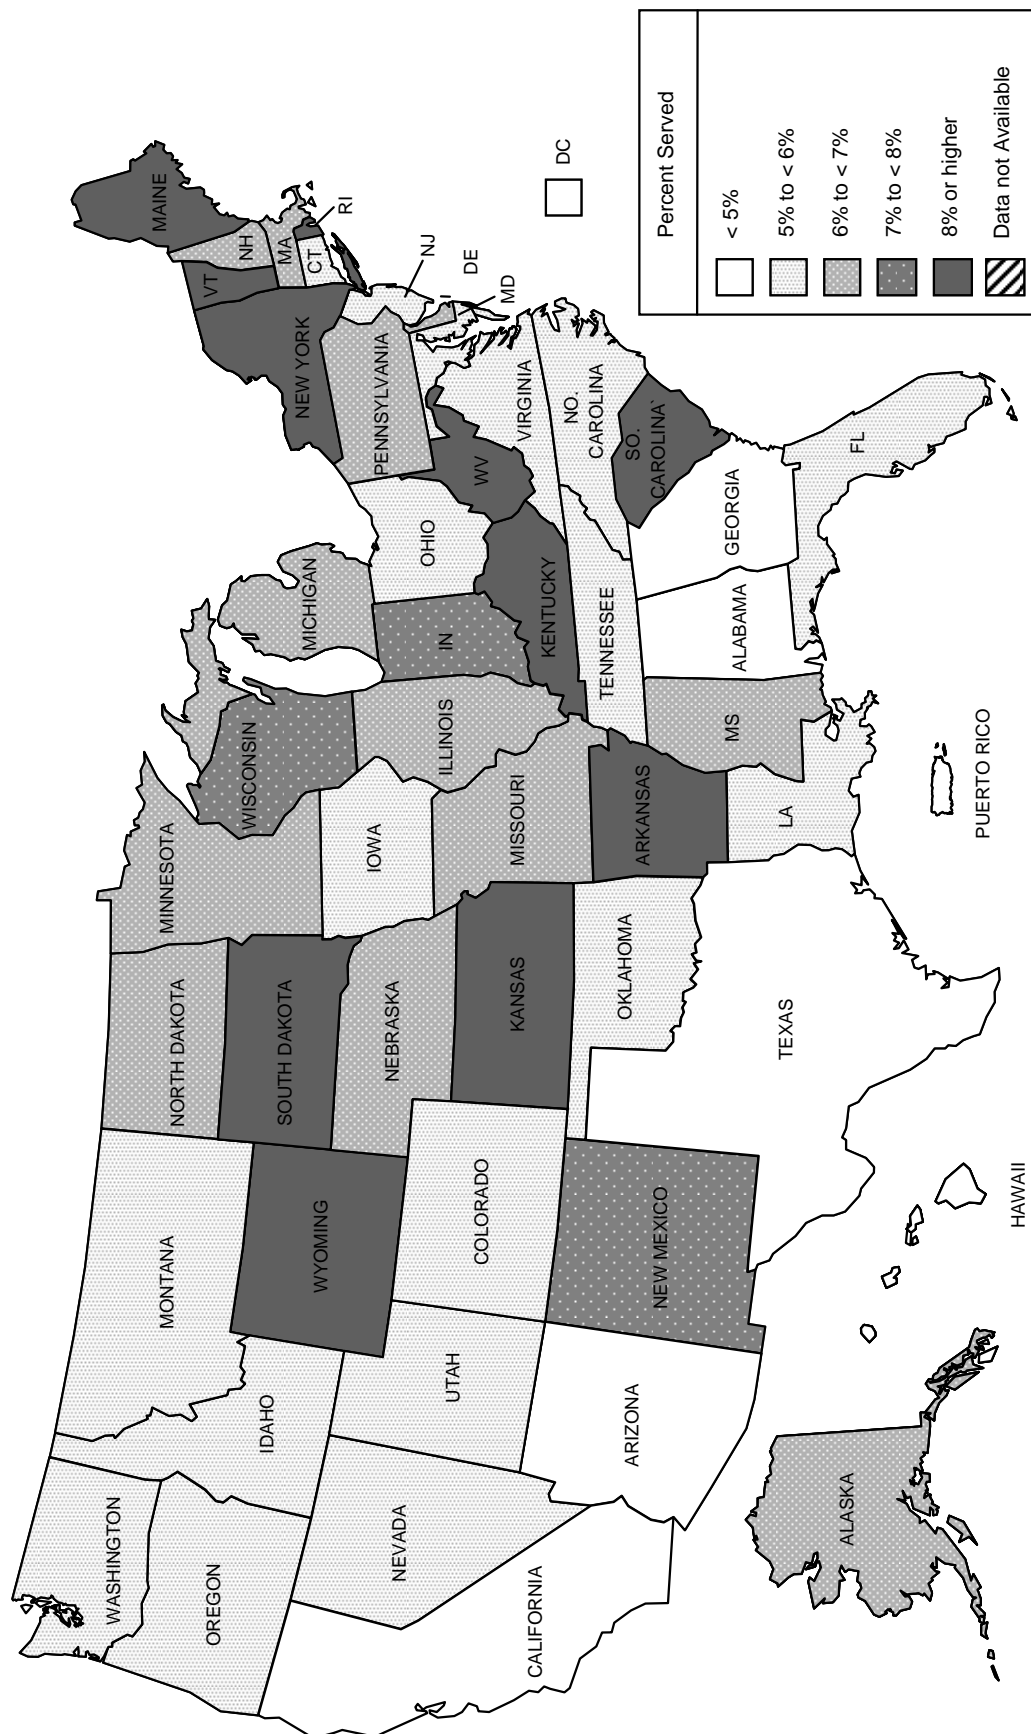 WASHINGTON
OREGON
CALIFORNIA
NEVADA
IDAHO
MONTANA
WYOMING
UTAH
ARIZONA
COLORADO
NEW MEXICO
NORTH DAKOTA
SOUTH DAKOTA
NEBRASKA
KANSAS
OKLAHOMA
TEXAS
MINNESOTA
IOWA
MISSOURI
ARKANSAS
LA
WISCONSIN
ILLINOIS
MICHIGAN
IN
OHIO
KENTUCKY
TENNESSEE
MS
ALABAMA
GEORGIA
FL
SO.
CAROLINA
NO.
CAROLINA
VIRGINIA
WV
PENNSYLVANIA
NEW YORK
VT
NH
MAINE
MA
CT
RI
NJ
DE
MD
DC
ALASKA
HAWAII
PUERTO RICO
Percent Served
< 5%
5% to < 6%
6% to < 7%
7% to < 8%
8% or higher
Data not Available